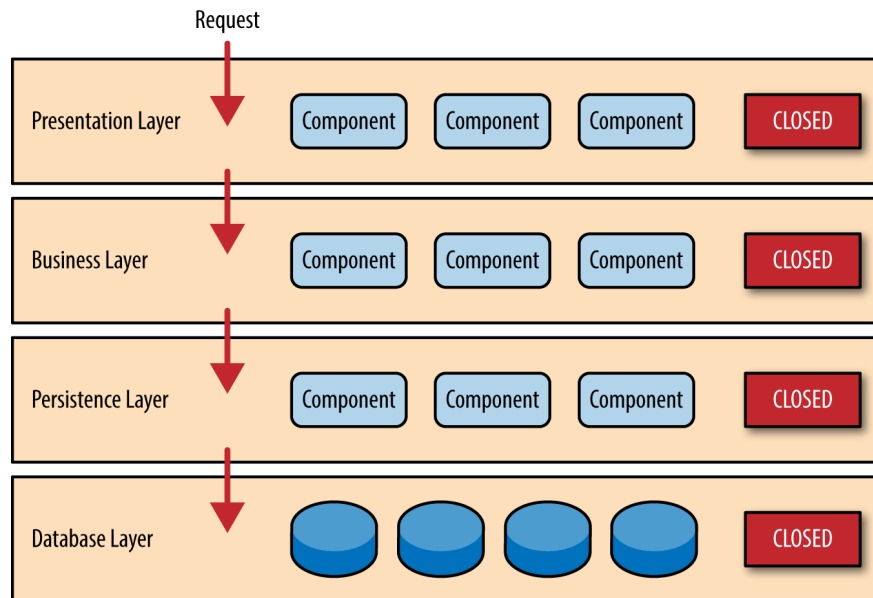 Request
Presentation Layer Component Component Component CLOSED
Business Layer Component Component Component CLOSED
Persistence Layer Component Component Component CLOSED
Database Layer CLOSED